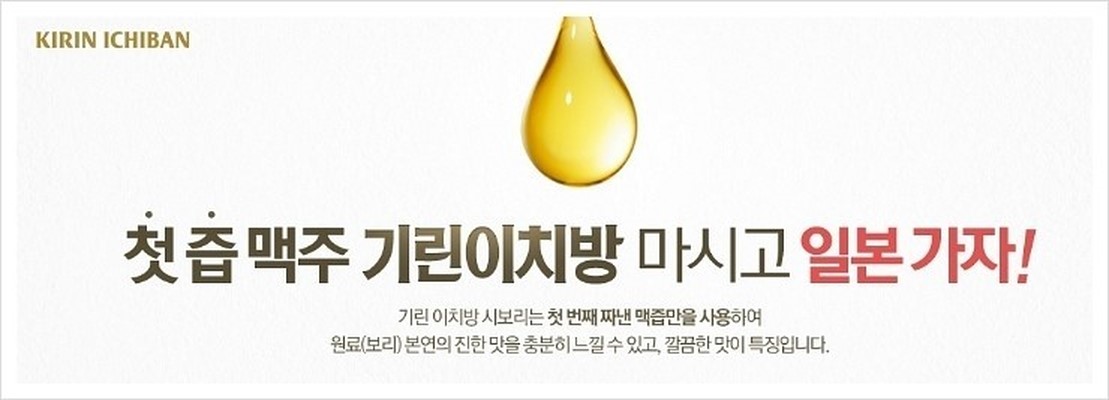 KIRIN ICHIBAN
첫 즙 맥주 기린이치방 마시고 일본 가자!
기린 이치방 시보리는 첫 번째 짜낸 맥즙만을 사용하여
원료(보리) 본연의 진한 맛을 충분히 느낄 수 있고, 깔끔한 맛이 특징입니다.